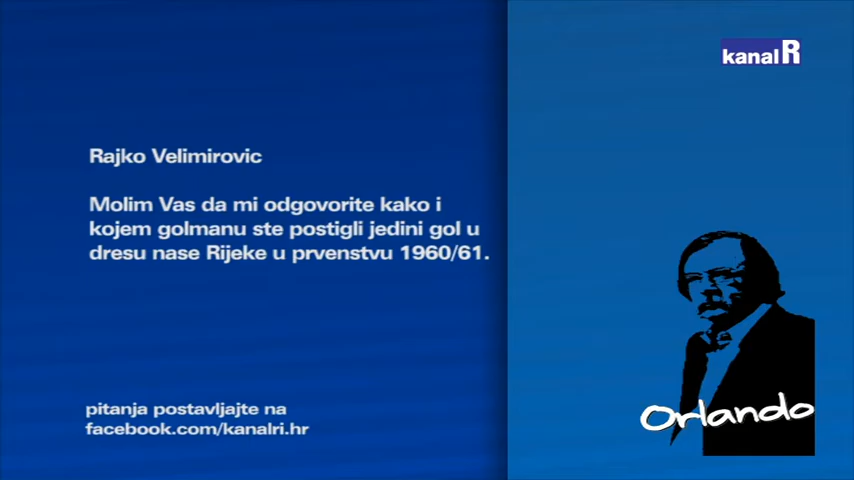 kanalR
Rajko Velimirovic
Molim Vas da mi odgovorite kako i
kojem golmanu ste postigli jedini gol u
dresu nase Rijeke u prvenstvu 1960/61.
pitanja postavljajte na
facebook.com/kanalri.hr
Orlando